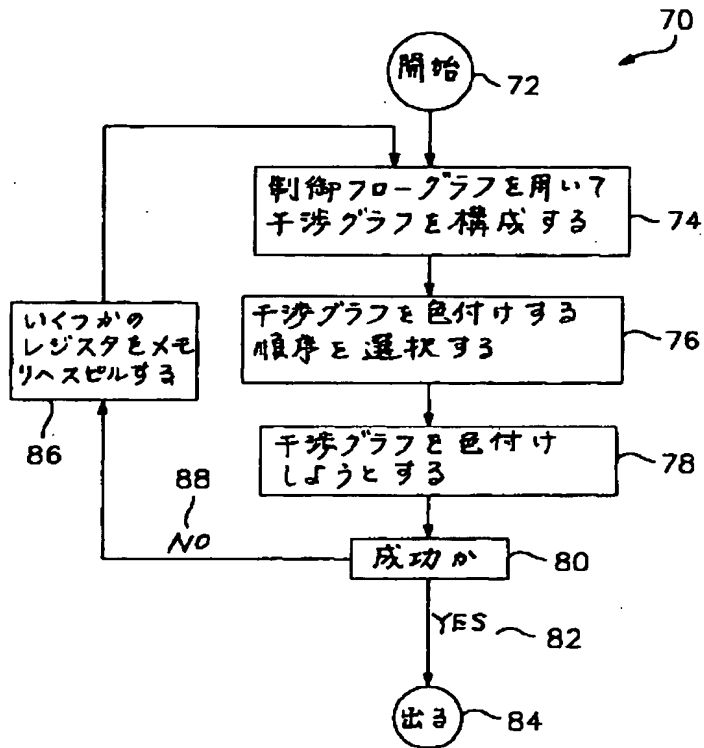 70
開始
72
制御フローグラフを用いて
干渉グラフを構成する
74
干渉グラフを色付けする
順序を選択する
76
いくつかの
レジスタをメモ
リへスピルする
86
干渉グラフを色付け
しようとする
78
88
NO
成功か
80
YES
82
出る
84